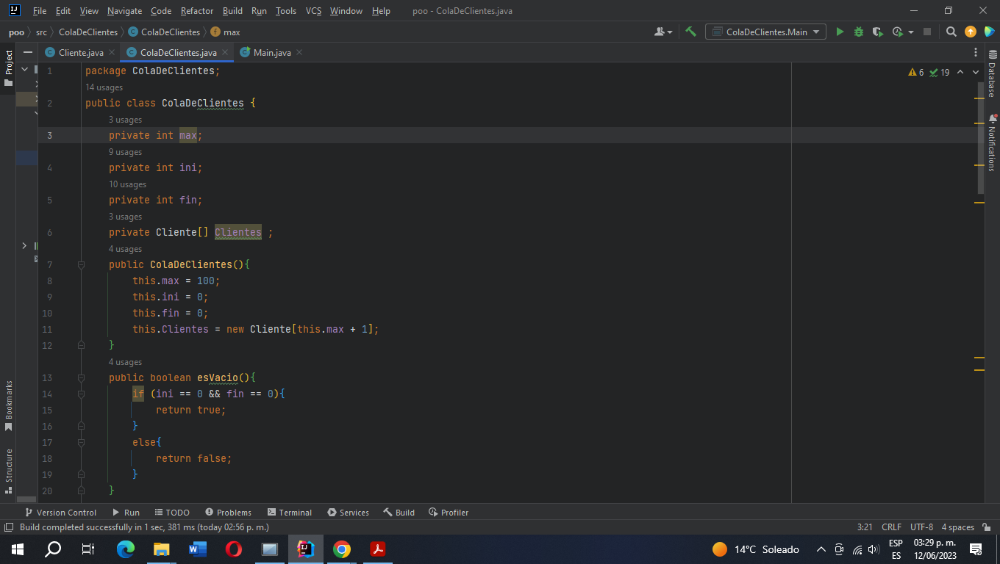 File Edit View Navigate Code Refactor Build Run Tools VCS Window Help poo - ColaDeClientes.java
poo src ColaDeClientes ColaDeClientes max ColaDeClientes.Main
Project
Cliente.java ColaDeClientes.java Main.java
1 package ColaDeClientes; 6 19
14 usages
2 public class ColaDeClientes {
3 usages
3 private int max;
9 usages
4 private int ini;
10 usages
5 private int fin;
3 usages
6 private Cliente[] Clientes ;
4 usages
7 public ColaDeClientes(){
8 this.max = 100;
9 this.ini = 0;
10 this.fin = 0;
11 this.Clientes = new Cliente[this.max + 1];
12 }
4 usages
13 public boolean esVacio(){
14 if (ini == 0 && fin == 0){
15 return true;
16 }
17 else{
18 return false;
19 }
20 }
Database
Notifications
Bookmarks
Structure
Version Control Run TODO Problems Terminal Services Build Profiler
Build completed successfully in 1 sec, 381 ms (today 02:56 p. m.) 3:21 CRLF UTF-8 4 spaces
14°C Soleado ESP 03:29 p. m.
ES 12/06/2023